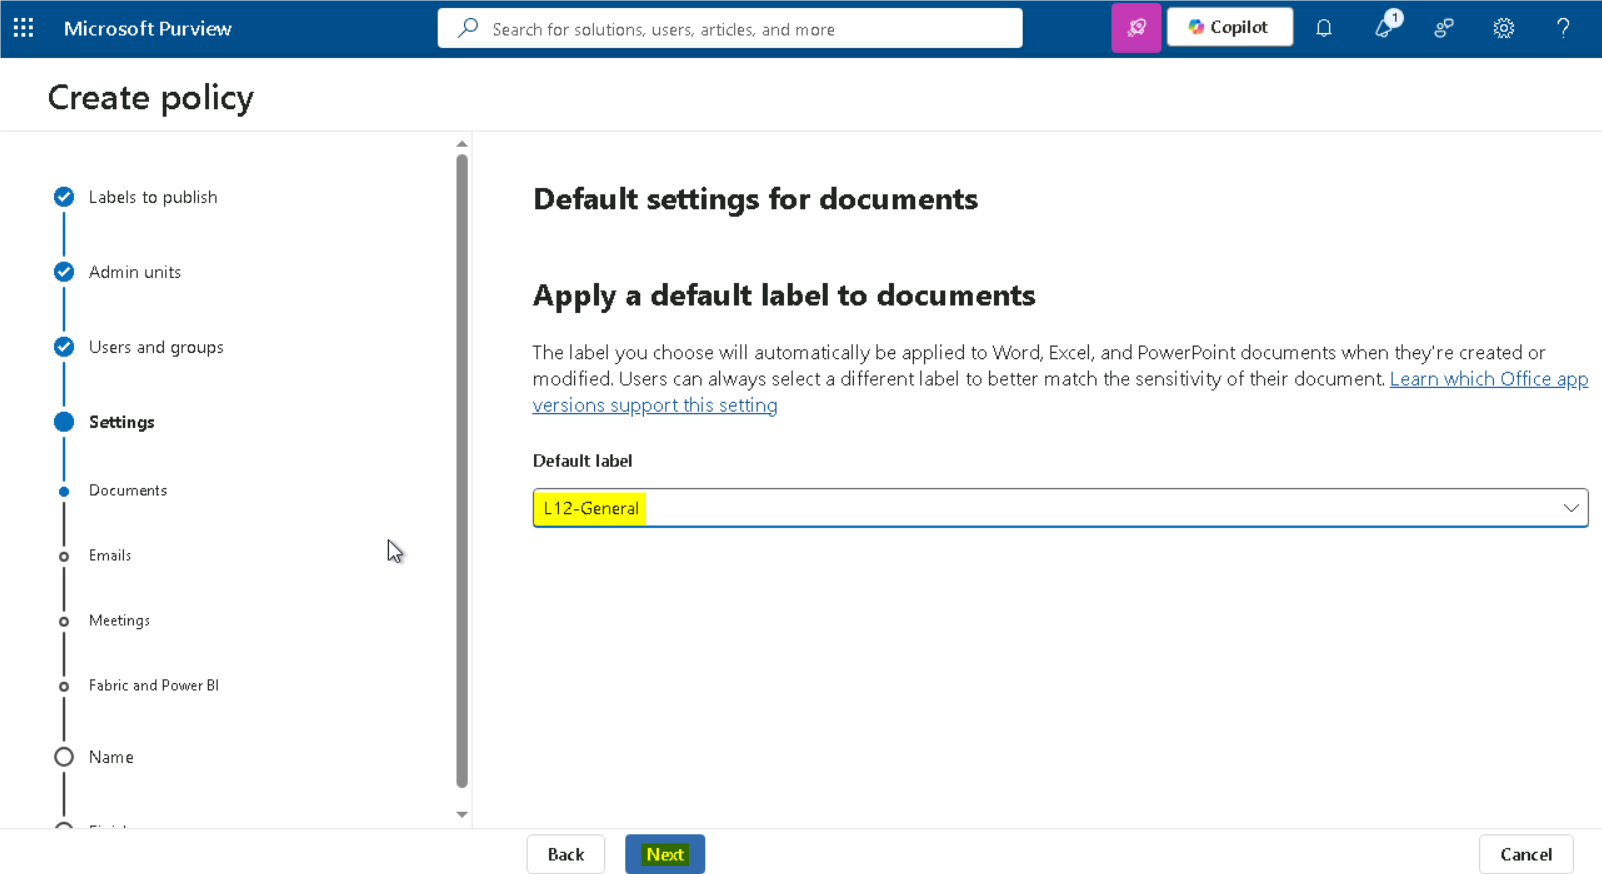 Microsoft Purview
Search for solutions, users, articles, and more
Copilot
1
?
Create policy
Labels to publish
Admin units
Users and groups
Settings
Documents
Emails
Meetings
Fabric and Power BI
Name
Default settings for documents
Apply a default label to documents
The label you choose will automatically be applied to Word, Excel, and PowerPoint documents when they're created or
modified. Users can always select a different label to better match the sensitivity of their document. Learn which Office app
versions support this setting
Default label
L12-General
Back
Next
Cancel